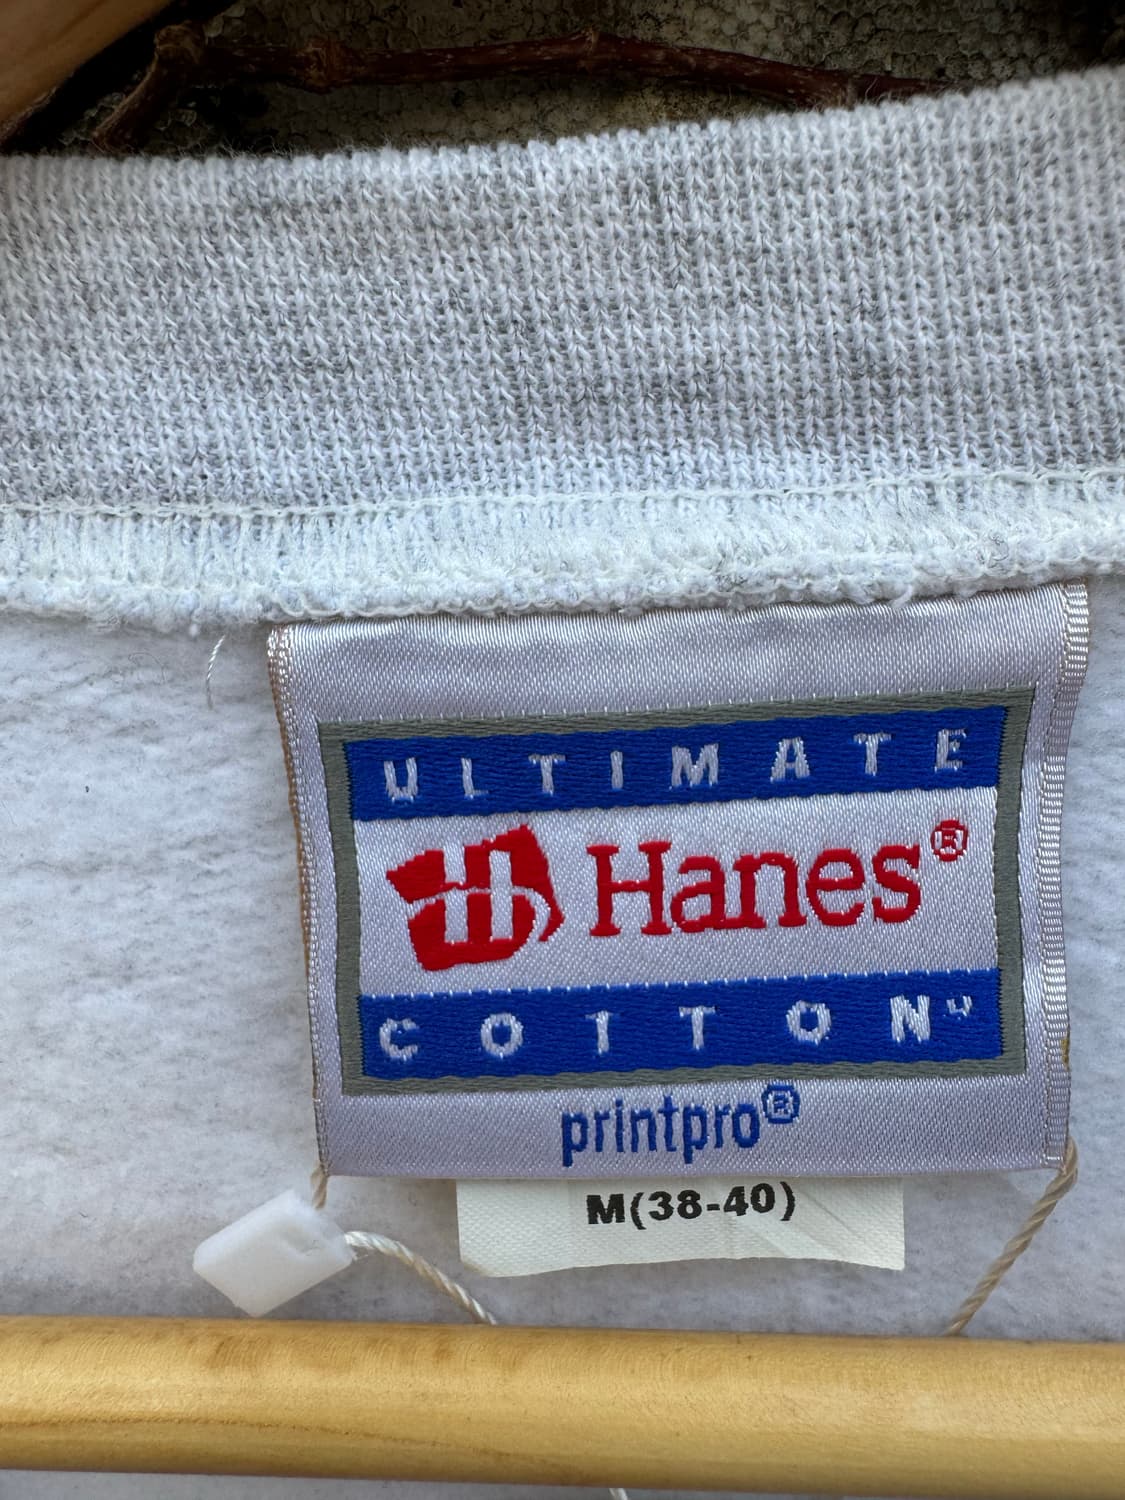 ULTIMATE
Hanes®
COTTON
printpro®
M(38-40)